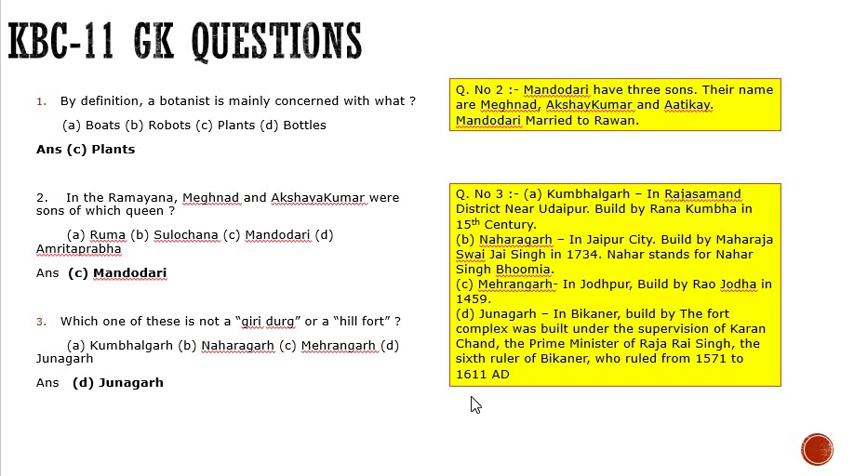 KBC-11 GK QUESTIONS
1. By definition, a botanist is mainly concerned with what ?
(a) Boats (b) Robots (c) Plants (d) Bottles
Ans (c) Plants
2. In the Ramayana, Meghnad and AkshayaKumar were
sons of which queen ?
(a) Ruma (b) Sulochana (c) Mandodari (d)
Amritaprabha
Ans (c) Mandodari
3. Which one of these is not a “giri durg” or a “hill fort” ?
(a) Kumbhalgarh (b) Naharagarh (c) Mehrangarh (d)
Junagarh
Ans (d) Junagarh
Q. No 2 :- Mandodari have three sons. Their name
are Meghnad, AkshayKumar and Aatikay.
Mandodari Married to Rawan.
Q. No 3 :- (a) Kumbhalgarh – In Rajasamand
District Near Udaipur. Build by Rana Kumbha in
15th Century.
(b) Naharagarh – In Jaipur City. Build by Maharaja
Swai Jai Singh in 1734. Nahar stands for Nahar
Singh Bhoomia.
(c) Mehrangarh- In Jodhpur, Build by Rao Jodha in
1459.
(d) Junagarh – In Bikaner, build by The fort
complex was built under the supervision of Karan
Chand, the Prime Minister of Raja Rai Singh, the
sixth ruler of Bikaner, who ruled from 1571 to
1611 AD